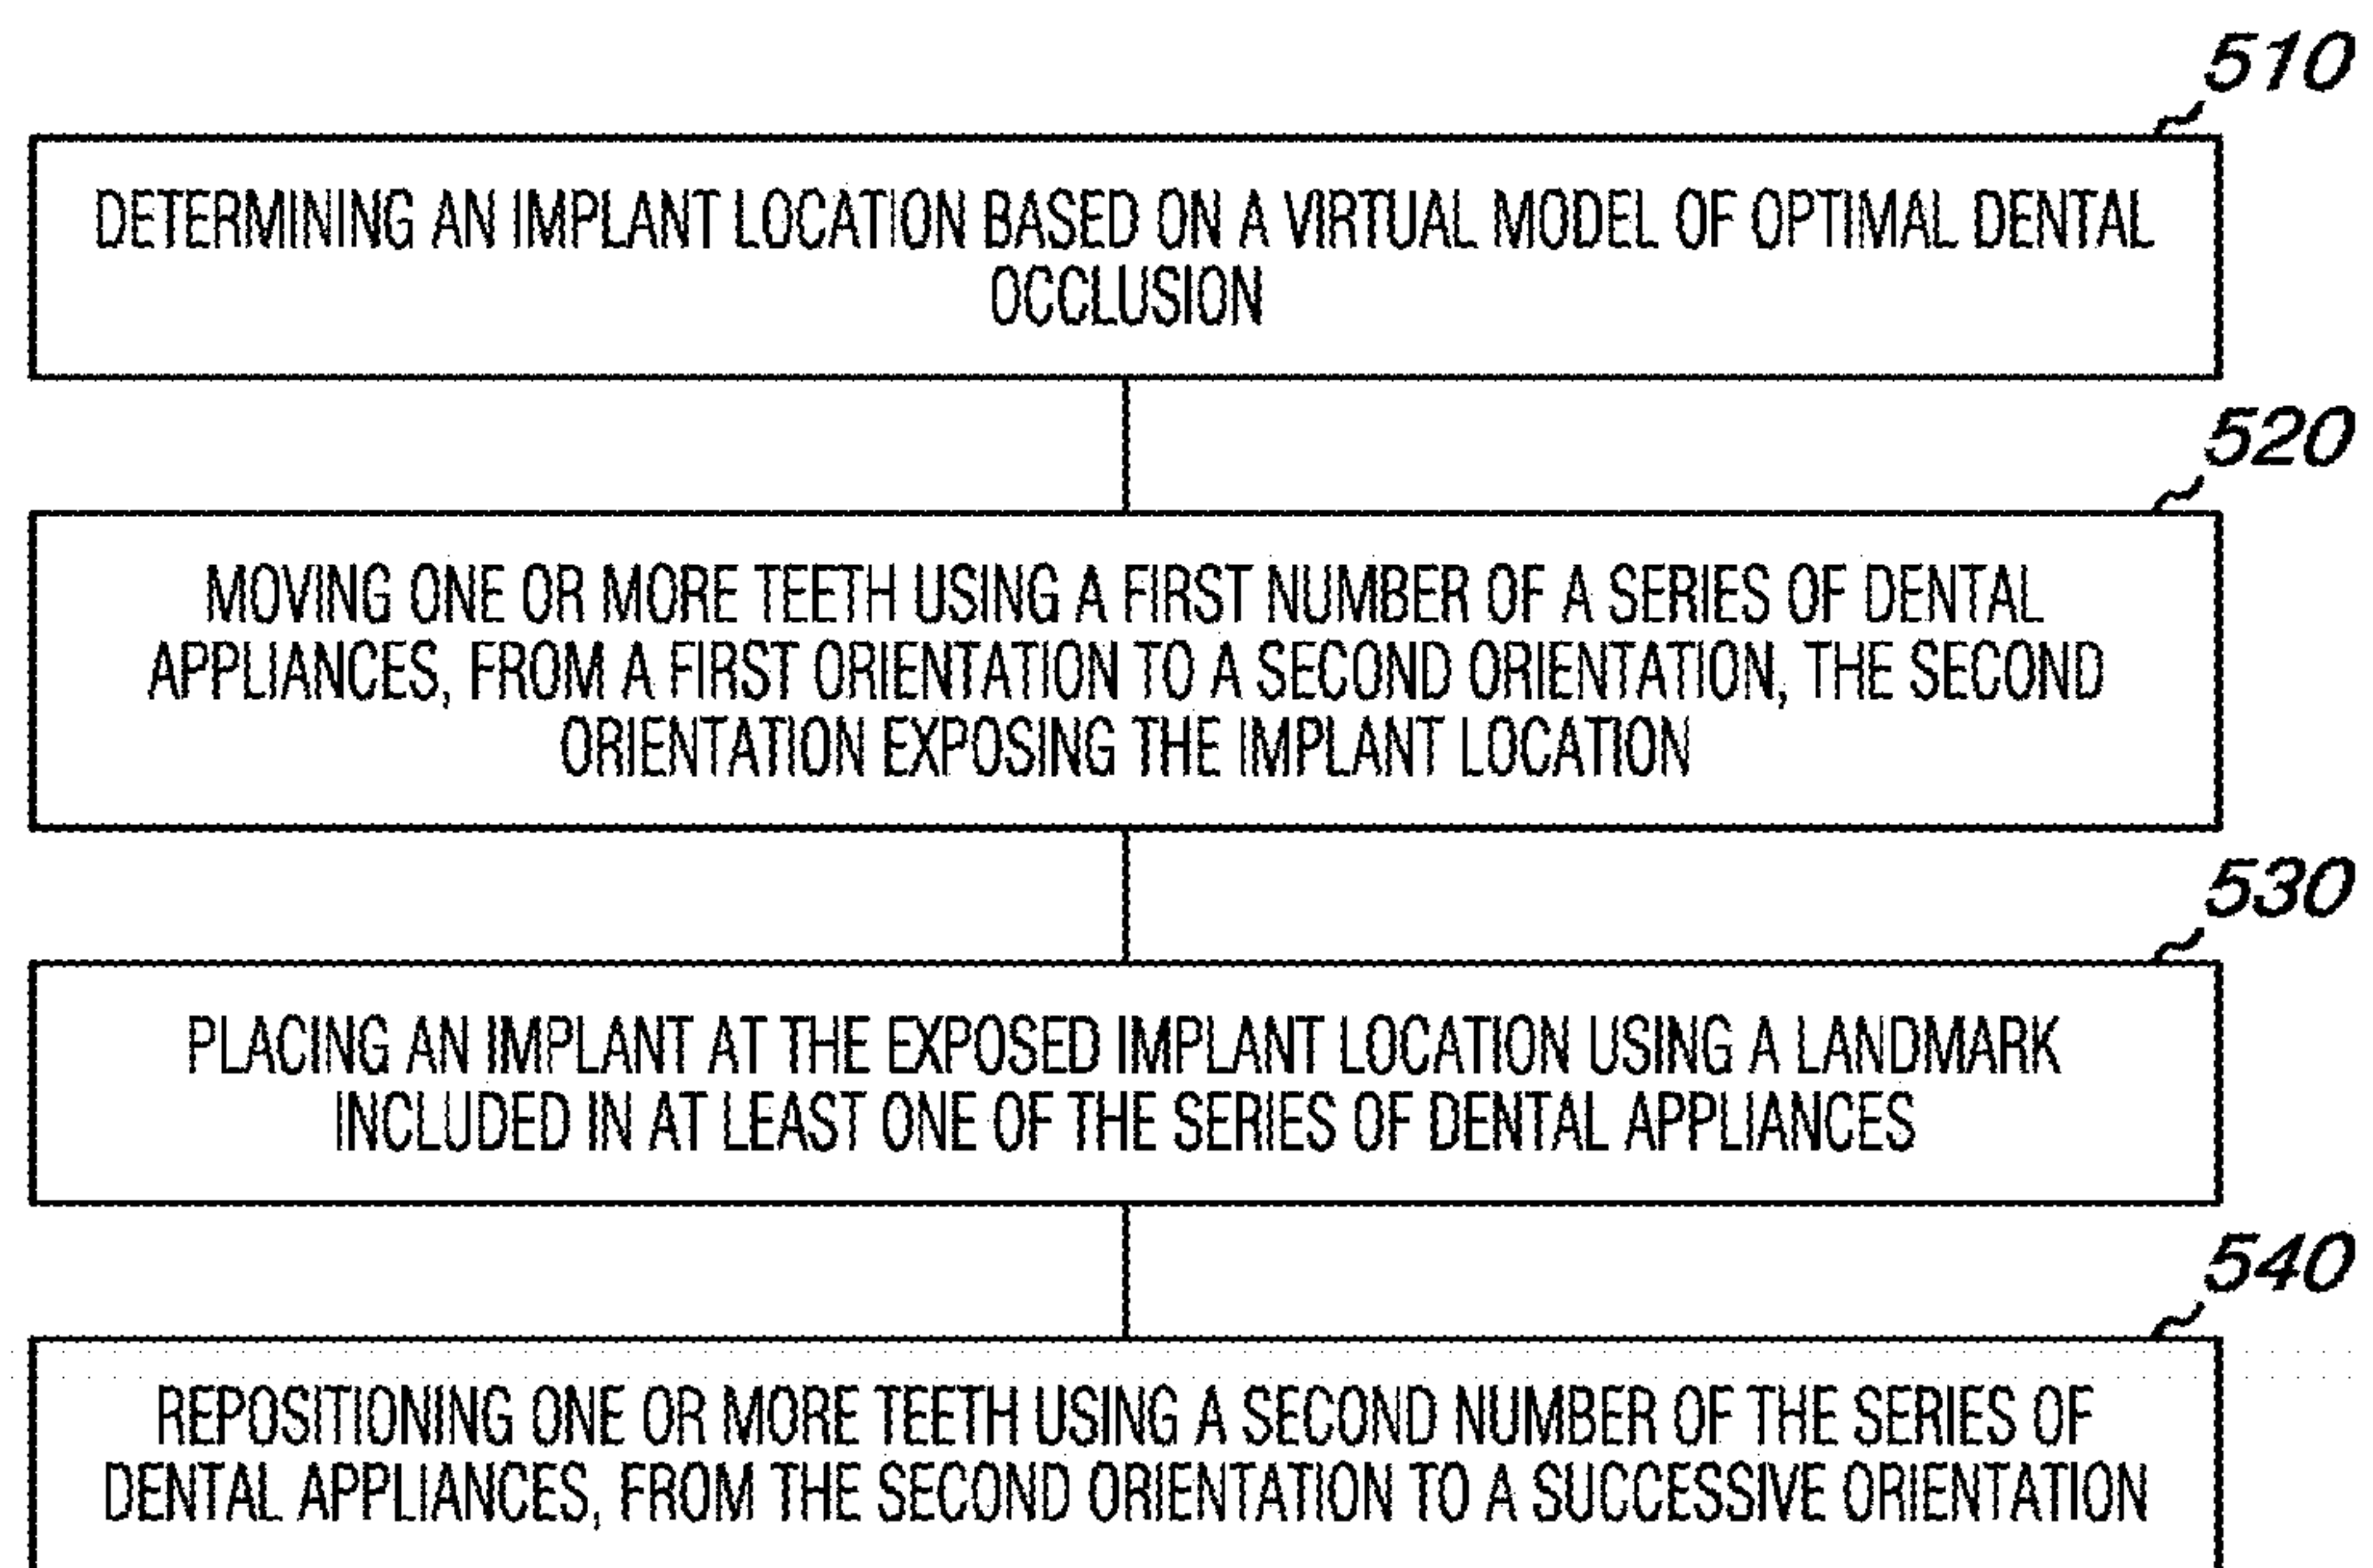 510
DETERMINING AN IMPLANT LOCATION BASED ON A VIRTUAL MODEL OF OPTIMAL DENTAL
OCCLUSION
520
MOVING ONE OR MORE TEETH USING A FIRST NUMBER OF A SERIES OF DENTAL
APPLIANCES, FROM A FIRST ORIENTATION TO A SECOND ORIENTATION, THE SECOND
ORIENTATION EXPOSING THE IMPLANT LOCATION
530
PLACING AN IMPLANT AT THE EXPOSED IMPLANT LOCATION USING A LANDMARK
INCLUDED IN AT LEAST ONE OF THE SERIES OF DENTAL APPLIANCES
540
REPOSITIONING ONE OR MORE TEETH USING A SECOND NUMBER OF THE SERIES OF
DENTAL APPLIANCES, FROM THE SECOND ORIENTATION TO A SUCCESSIVE ORIENTATION